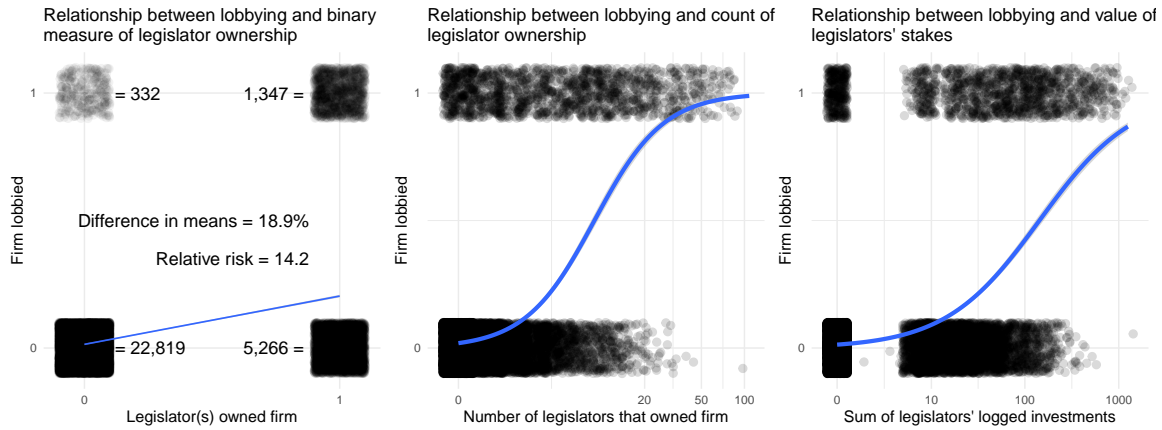 Relationship between lobbying and binary
measure of legislator ownership
1
= 332
1,347 =
Difference in means = 18.9%
Relative risk = 14.2
0
= 22,819
5,266 =
0
1
Firm lobbied
Legislator(s) owned firm
Relationship between lobbying and count of
legislator ownership
1
0
0
20
50
100
Firm lobbied
Number of legislators that owned firm
Relationship between lobbying and value of
legislators' stakes
1
0
0
10
100
1000
Firm lobbied
Sum of legislators' logged investments